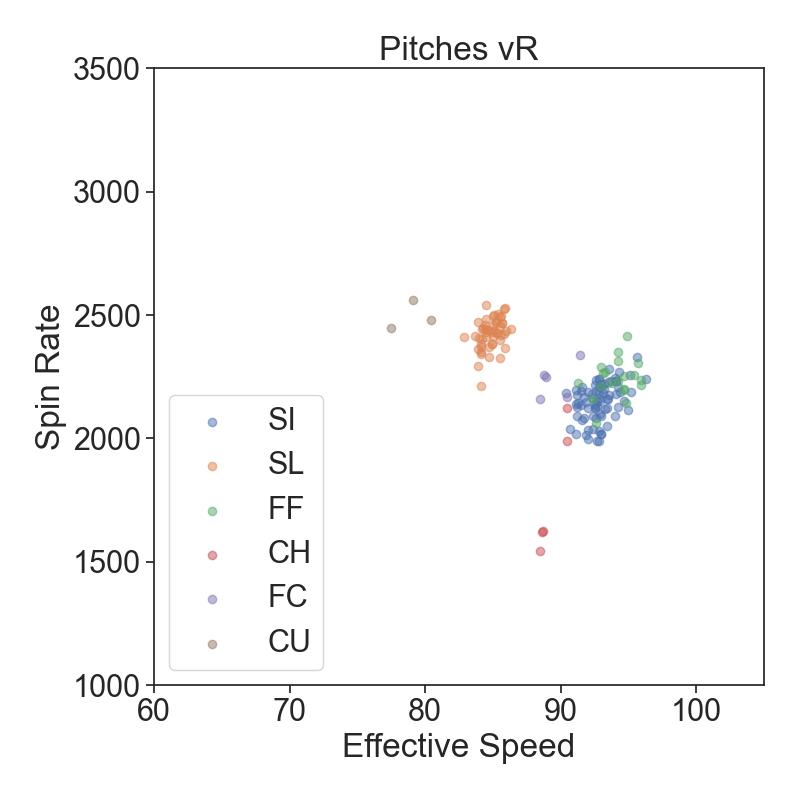 Pitches vR
3500
3000
2500
2000
1500
1000
Spin Rate
SI
SL
FF
CH
FC
CU
60 70 80 90 100
Effective Speed